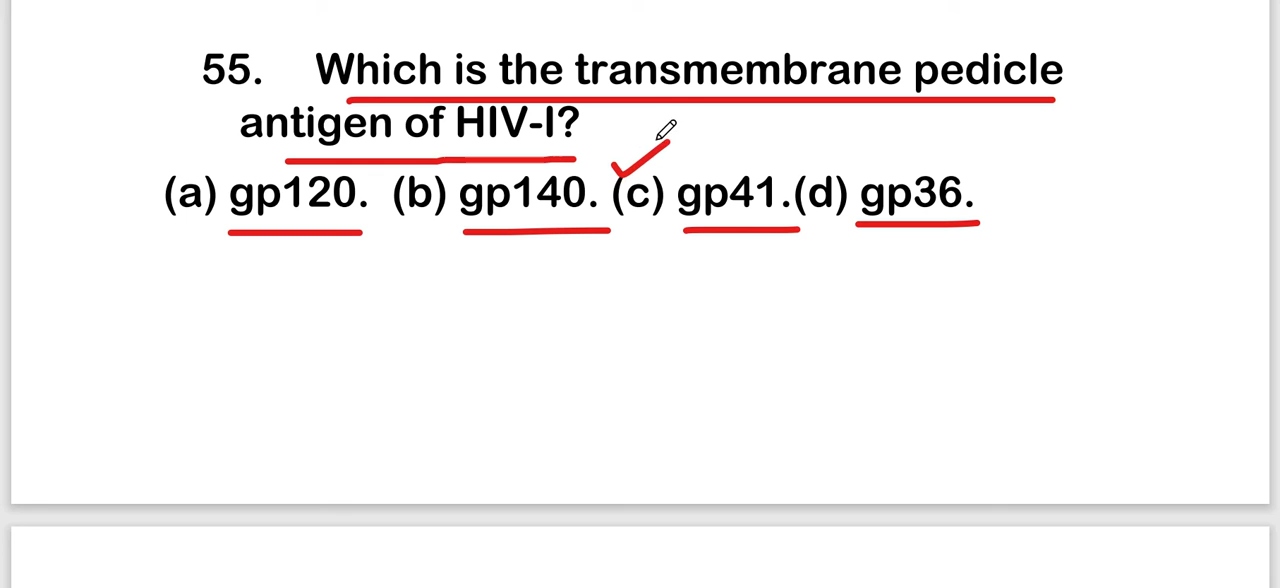 55. Which is the transmembrane pedicle
antigen of HIV-I?
(a) gp120. (b) gp140. (c) gp41.(d) gp36.